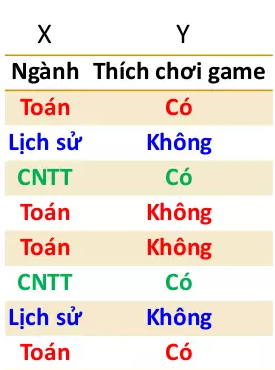 X Y
Ngành Thích chơi game
Toán Có
Lịch sử Không
CNTT Có
Toán Không
Toán Không
CNTT Có
Lịch sử Không
Toán Có